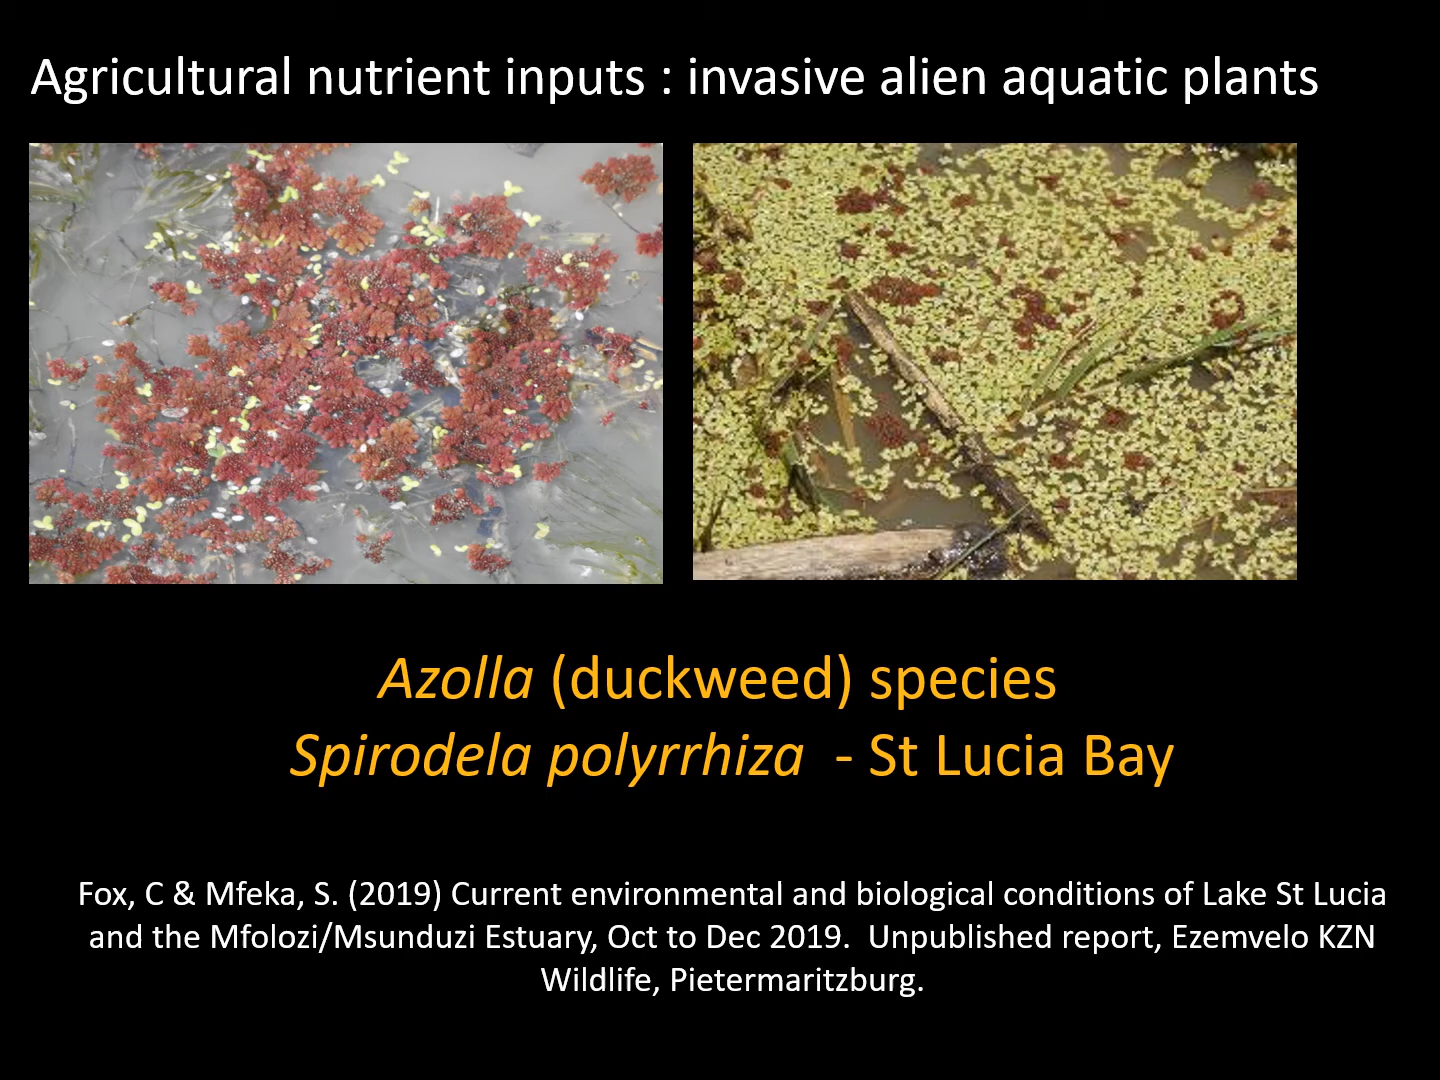 Agricultural nutrient inputs : invasive alien aquatic plants
Azolla (duckweed) species
Spirodela polyrrhiza  - St Lucia Bay
Fox, C & Mfeka, S. (2019) Current environmental and biological conditions of Lake St Lucia
and the Mfolozi/Msunduzi Estuary, Oct to Dec 2019.  Unpublished report, Ezemvelo KZN
Wildlife, Pietermaritzburg.